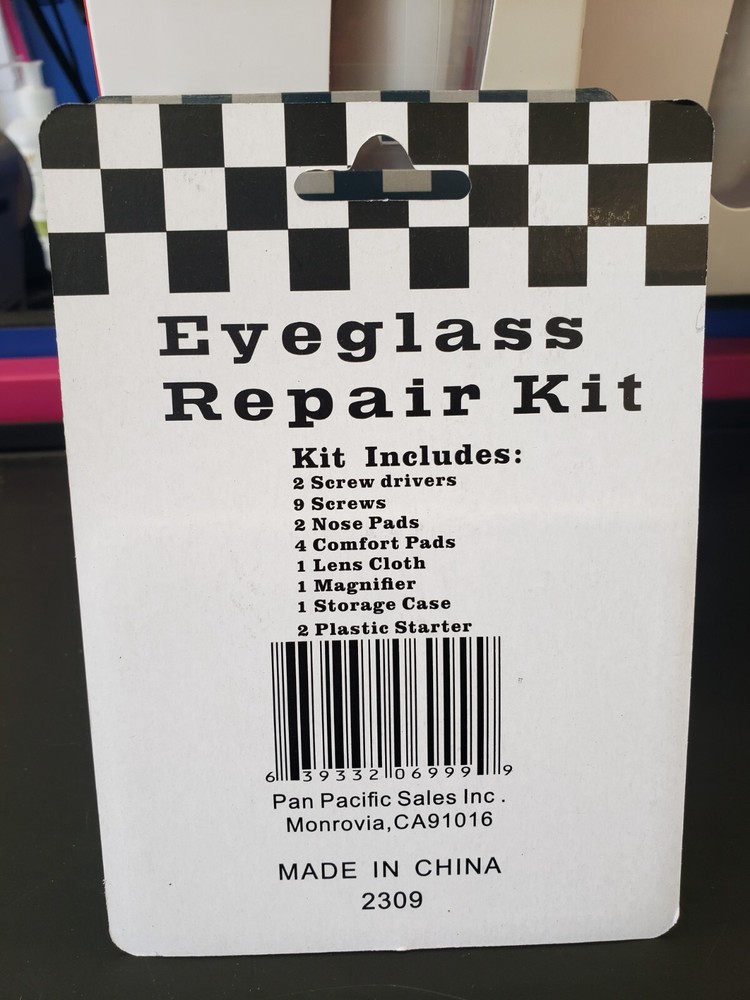 Eyeglass
Repair Kit
Kit Includes:
2 Screw drivers
9 Screws
2 Nose Pads
4 Comfort Pads
1 Lens Cloth
1 Magnifier
1 Storage Case
2 Plastic Starter
6 39332 06999 9
Pan Pacific Sales Inc .
Monrovia,CA91016
MADE IN CHINA
2309